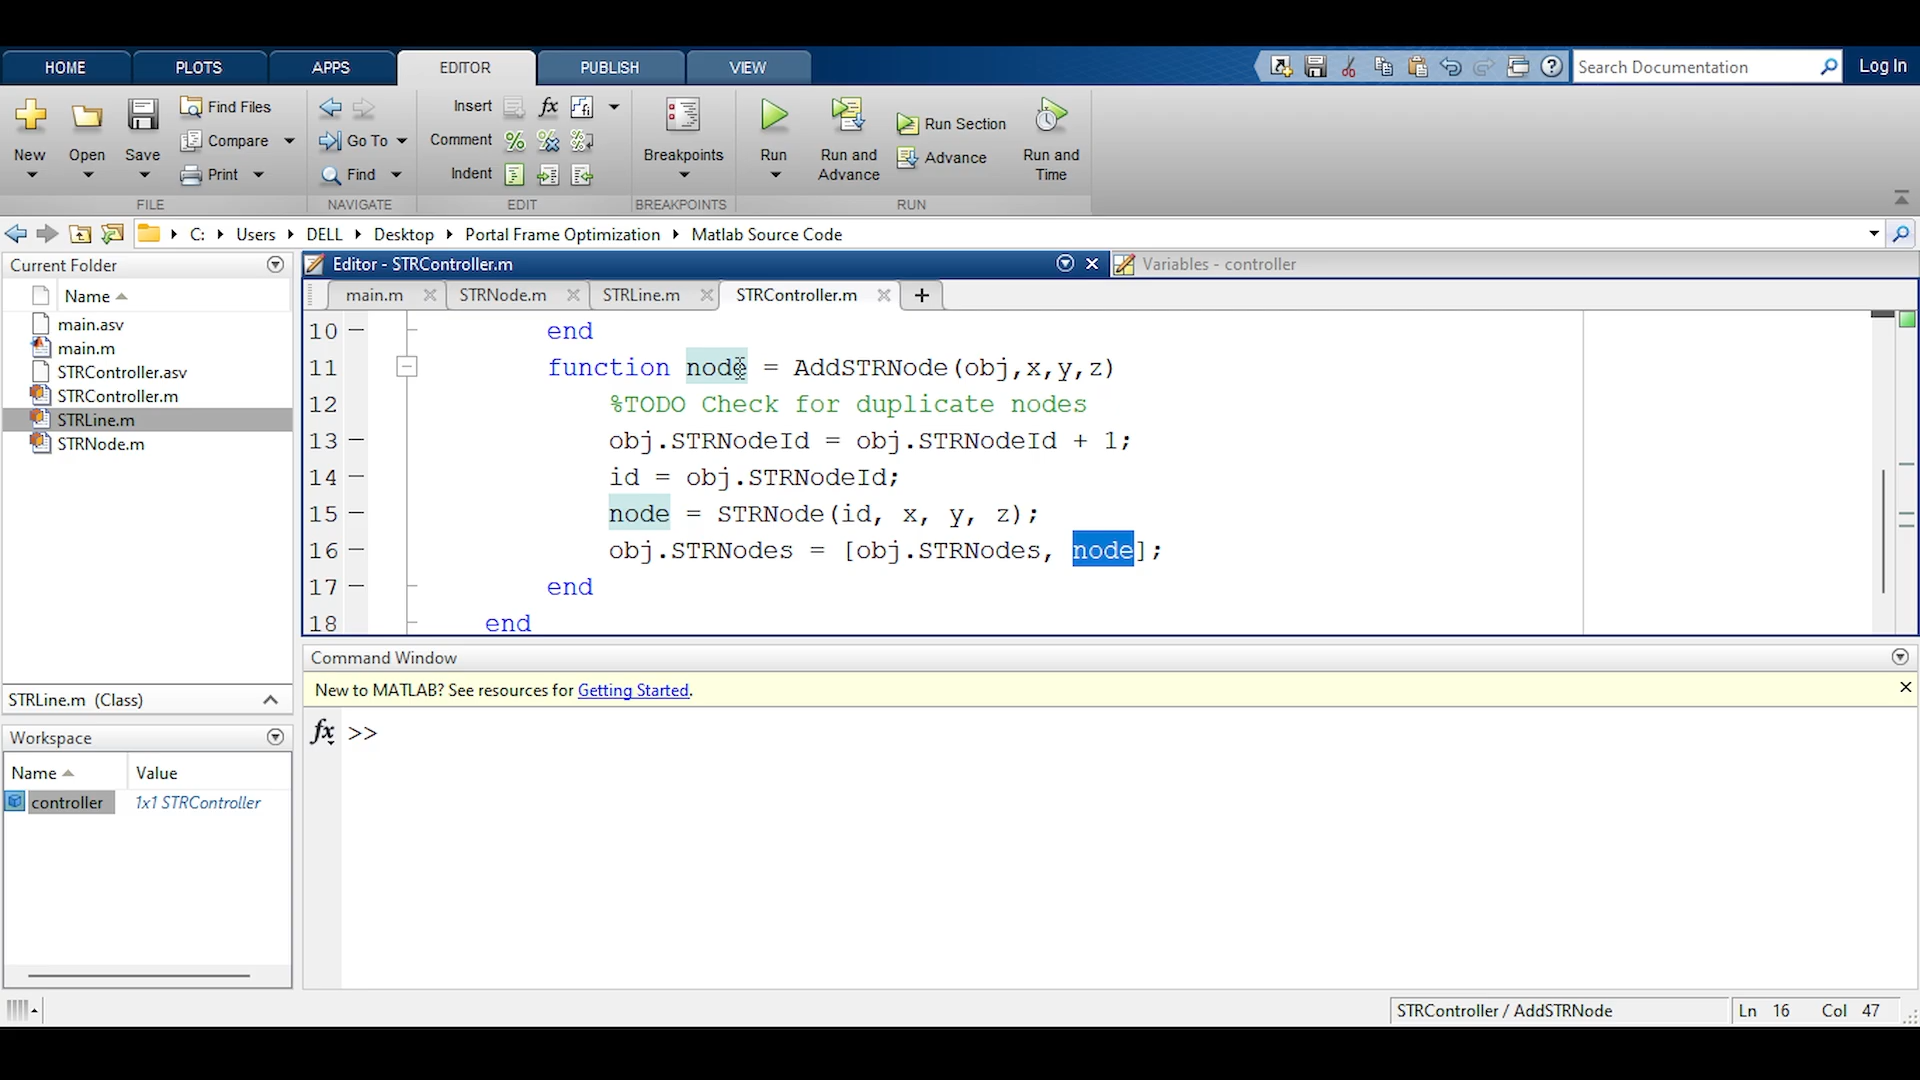 HOME PLOTS APPS EDITOR PUBLISH VIEW Search Documentation Log In
New Open Save Find Files Compare Print
FILE
Go To Find
NAVIGATE
Insert fx
Comment
Indent
EDIT
Breakpoints
BREAKPOINTS
Run Run and Advance Run Section Advance Run and Time
RUN
C: Users DELL Desktop Portal Frame Optimization Matlab Source Code
Current Folder
Name
main.asv
main.m
STRController.asv
STRController.m
STRLine.m
STRNode.m
STRLine.m (Class)
Workspace
Name Value
controller 1x1 STRController
Editor - STRController.m
Variables - controller
main.m STRNode.m STRLine.m STRController.m +
10 end
11 function node = AddSTRNode(obj,x,y,z)
12 %TODO Check for duplicate nodes
13 obj.STRNodeId = obj.STRNodeId + 1;
14 id = obj.STRNodeId;
15 node = STRNode(id, x, y, z);
16 obj.STRNodes = [obj.STRNodes, node];
17 end
18 end
Command Window
New to MATLAB? See resources for Getting Started.
fx >>
STRController / AddSTRNode Ln 16 Col 47